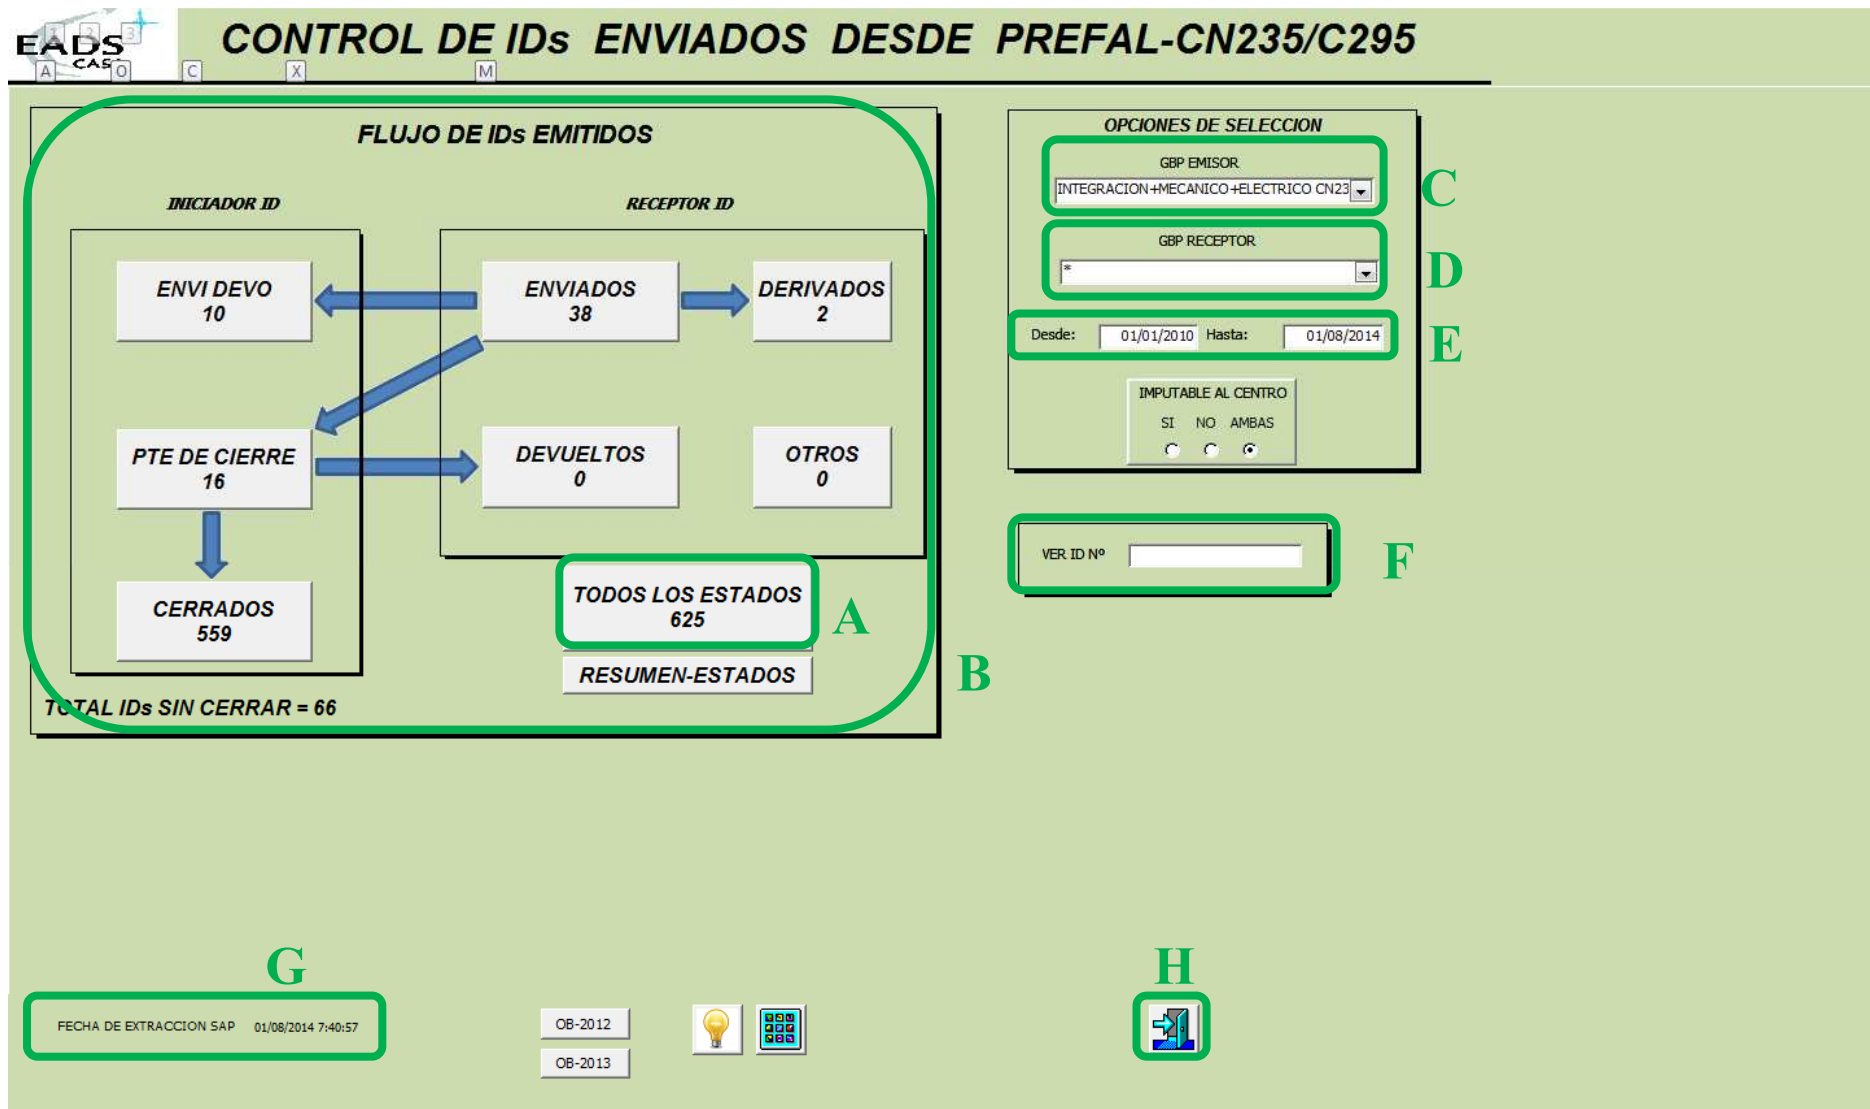 EADS
CASA
1 2 3
A O C X M
CONTROL DE IDs ENVIADOS DESDE PREFAL-CN235/C295
FLUJO DE IDs EMITIDOS
INICIADOR ID
RECEPTOR ID
ENVI DEVO
10
ENVIADOS
38
DERIVADOS
2
PTE DE CIERRE
16
DEVUELTOS
0
OTROS
0
CERRADOS
559
TODOS LOS ESTADOS
625
A
RESUMEN-ESTADOS
B
TOTAL IDs SIN CERRAR = 66
OPCIONES DE SELECCION
GBP EMISOR
INTEGRACION+MECANICO+ELECTRICO CN23
C
GBP RECEPTOR
*
D
Desde: 01/01/2010 Hasta: 01/08/2014
E
IMPUTABLE AL CENTRO
SI NO AMBAS
VER ID Nº
F
G
FECHA DE EXTRACCION SAP 01/08/2014 7:40:57
OB-2012
OB-2013
H